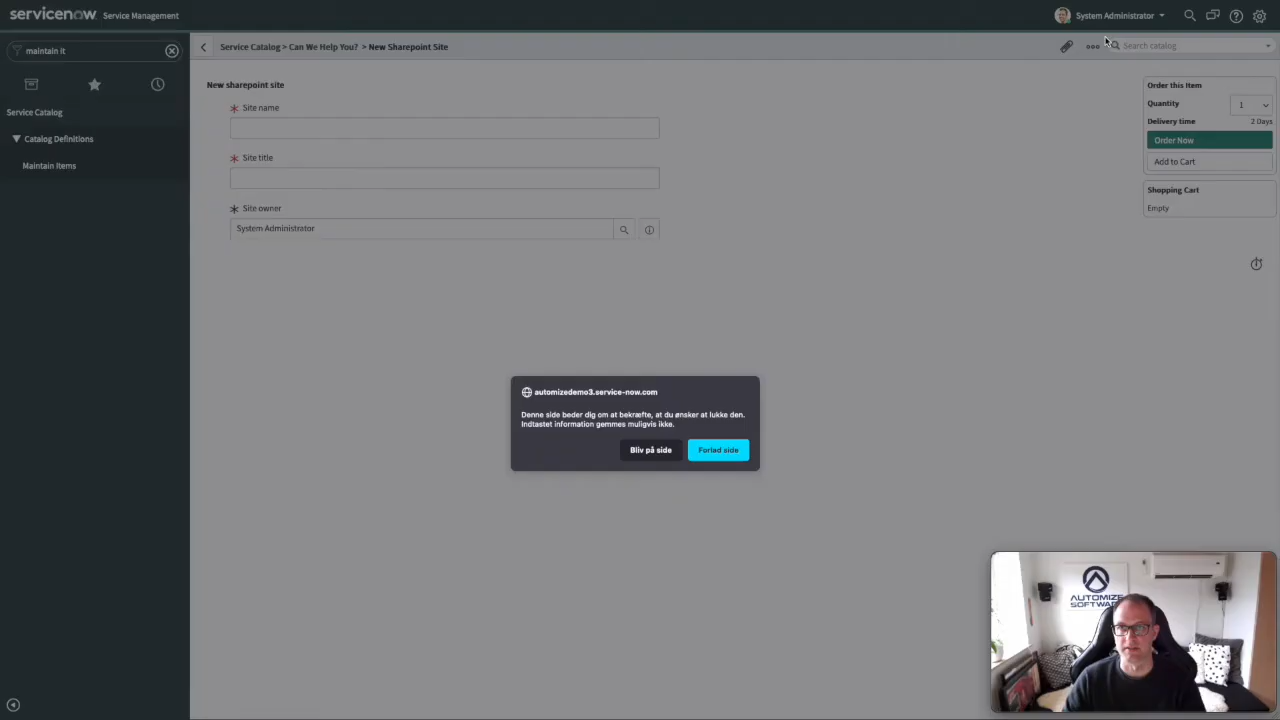 servicenow Service Management
System Administrator
maintain it
Service Catalog > Can We Help You? > New Sharepoint Site
Search catalog
Service Catalog
Catalog Definitions
Maintain Items
New sharepoint site
Site name
Site title
Site owner
System Administrator
Order this Item
Quantity
1
Delivery time
2 Days
Order Now
Add to Cart
Shopping Cart
Empty
automizedemo3.service-now.com
Denne side beder dig om at bekræfte, at du ønsker at lukke den.
Indtastet information gemmes muligvis ikke.
Bliv på side
Forlad side
AUTOMIZE
SOFTWARE